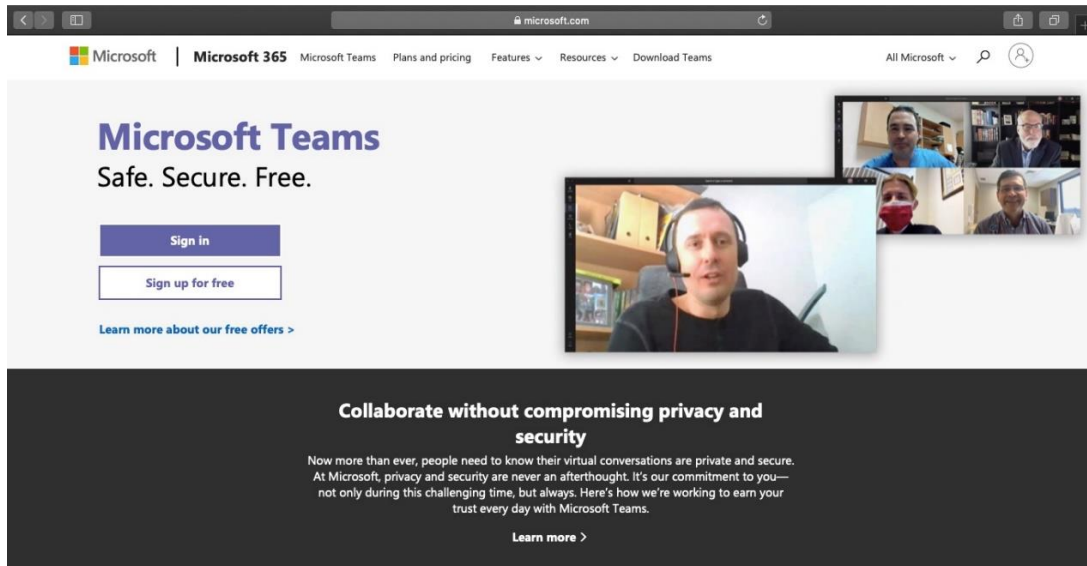 microsoft.com
Microsoft Microsoft 365 Microsoft Teams Plans and pricing Features Resources Download Teams All Microsoft
Microsoft Teams
Safe. Secure. Free.
Sign in
Sign up for free
Learn more about our free offers >
Collaborate without compromising privacy and
security
Now more than ever, people need to know their virtual conversations are private and secure.
At Microsoft, privacy and security are never an afterthought. It's our commitment to you—
not only during this challenging time, but always. Here's how we're working to earn your
trust every day with Microsoft Teams.
Learn more >